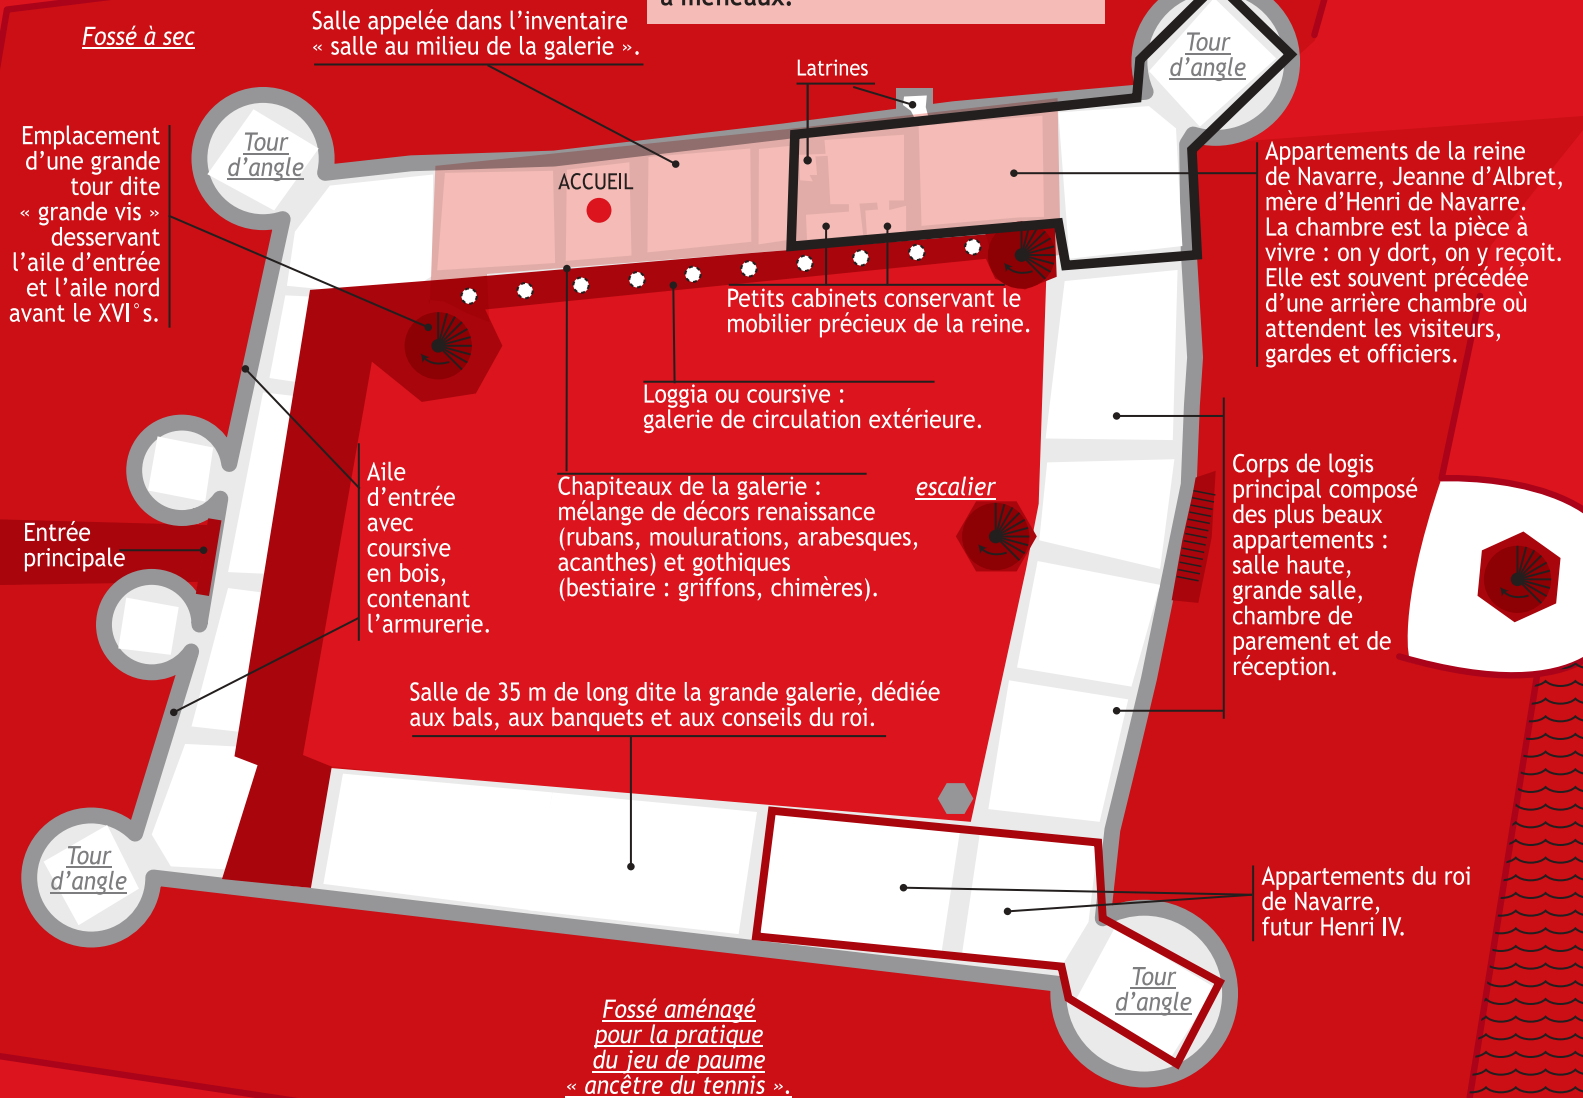 à meneaux.
Fossé à sec
Salle appelée dans l’inventaire
« salle au milieu de la galerie ».
Latrines
Tour
d’angle
Emplacement
d’une grande
tour dite
« grande vis »
desservant
l’aile d’entrée
et l’aile nord
avant le XVI°s.
Tour
d’angle
ACCUEIL
Appartements de la reine
de Navarre, Jeanne d’Albret,
mère d’Henri de Navarre.
La chambre est la pièce à
vivre : on y dort, on y reçoit.
Elle est souvent précédée
d’une arrière chambre où
attendent les visiteurs,
gardes et officiers.
Petits cabinets conservant le
mobilier précieux de la reine.
Loggia ou coursive :
galerie de circulation extérieure.
Chapiteaux de la galerie :
mélange de décors renaissance
(rubans, moulurations, arabesques,
acanthes) et gothiques
(bestiaire : griffons, chimères).
escalier
Aile
d’entrée
avec
coursive
en bois,
contenant
l’armurerie.
Entrée
principale
Corps de logis
principal composé
des plus beaux
appartements :
salle haute,
grande salle,
chambre de
parement et de
réception.
Salle de 35 m de long dite la grande galerie, dédiée
aux bals, aux banquets et aux conseils du roi.
Tour
d’angle
Appartements du roi
de Navarre,
futur Henri IV.
Tour
d’angle
Fossé aménagé
pour la pratique
du jeu de paume
« ancêtre du tennis ».